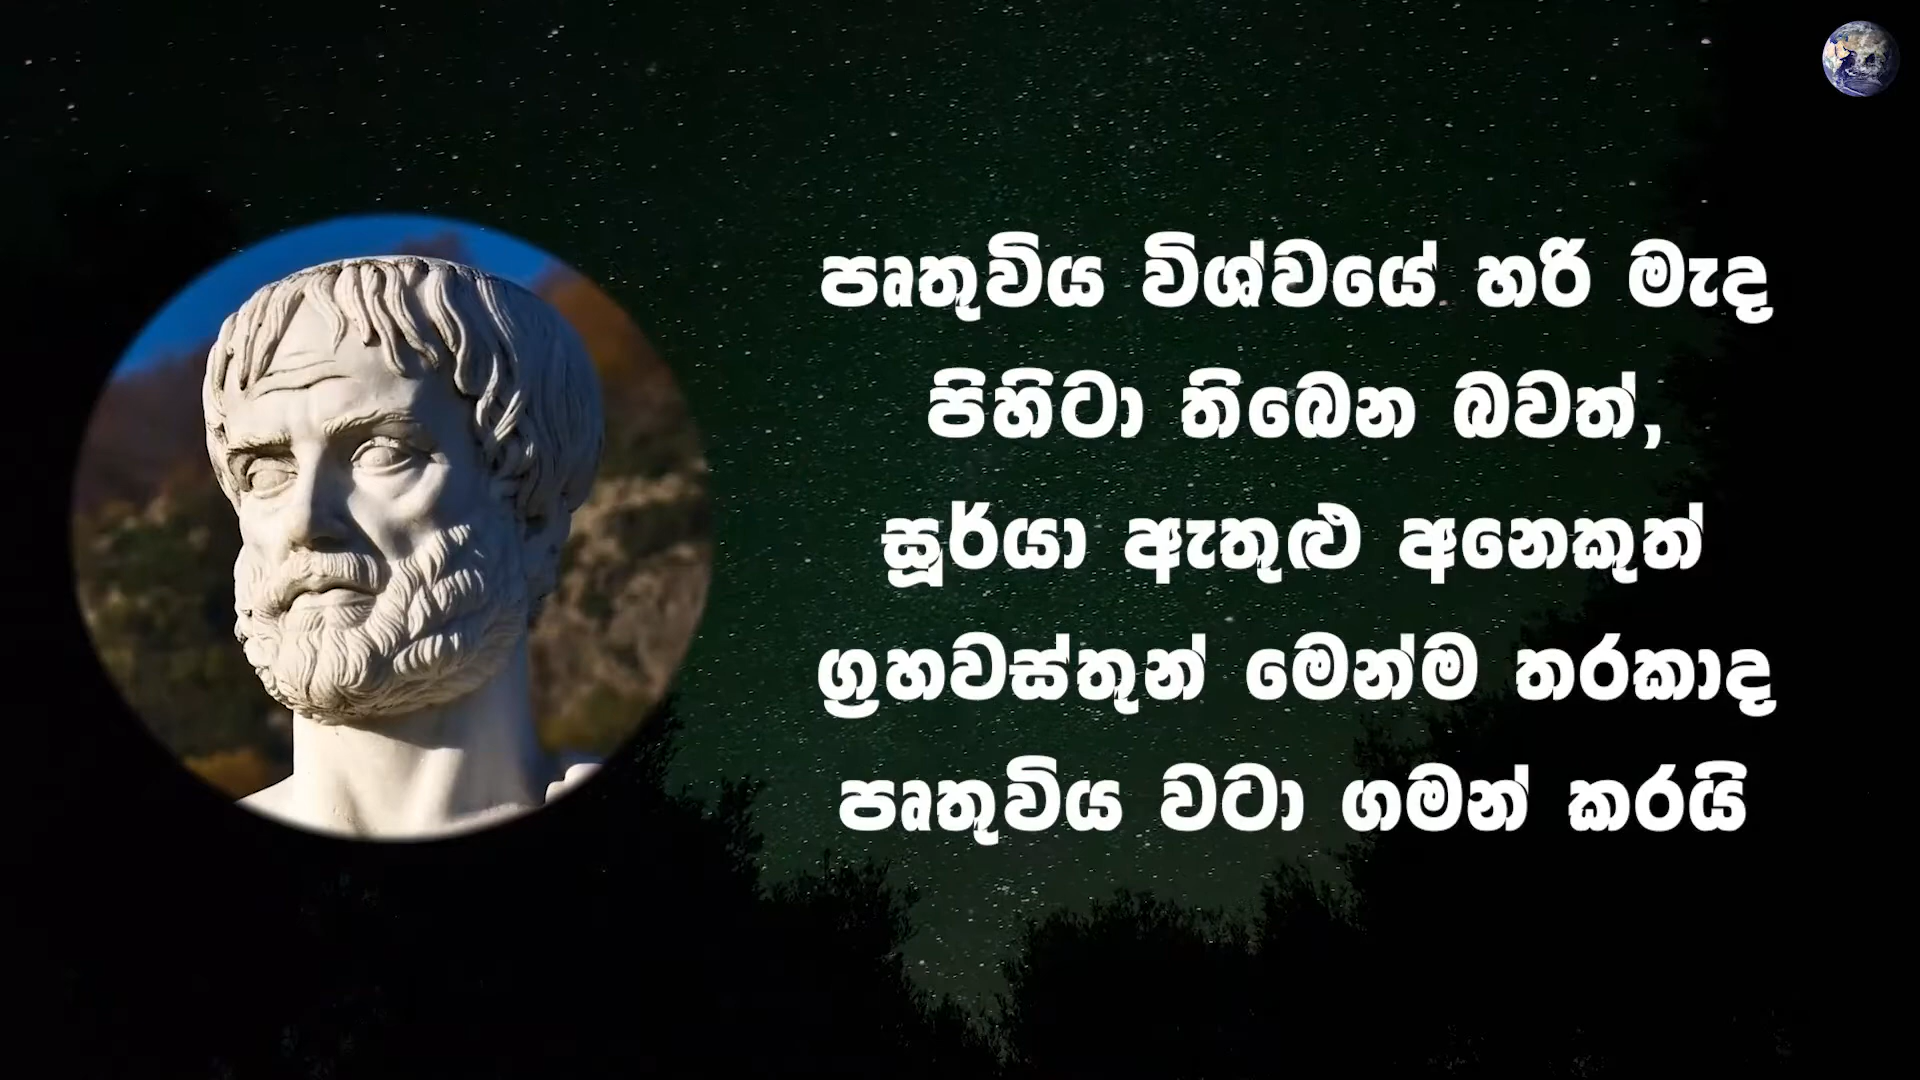 පෘතුවිය විශ්වයේ හරි මැද
පිහිටා තිබෙන බවත්,
සූර්යා ඇතුළු අනෙකුත්
ග්‍රහවස්තූන් මෙන්ම තරකාද
පෘතුවිය වටා ගමන් කරයි